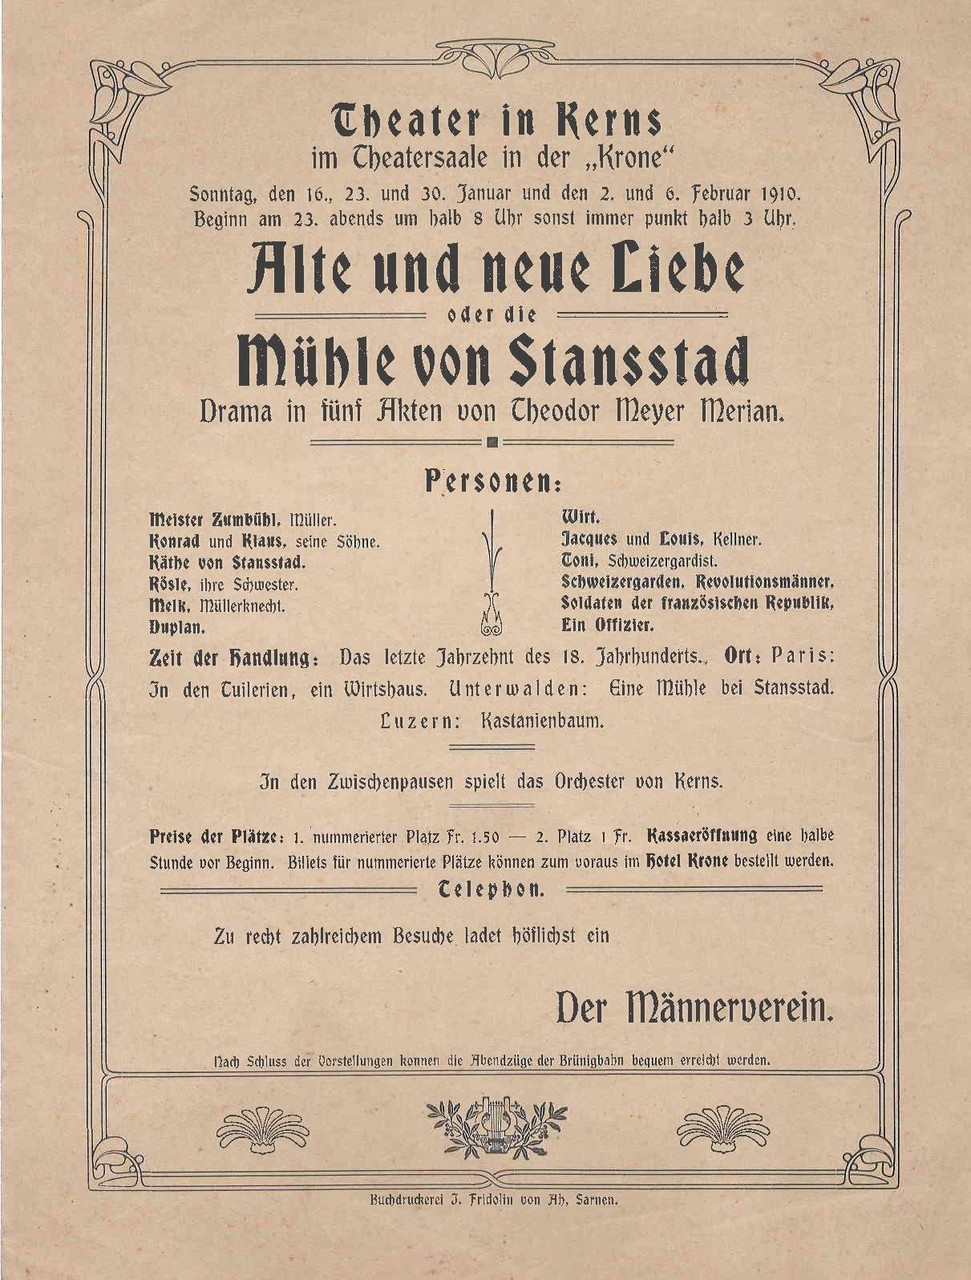 Theater in Kerns
im Theatersaale in der „Krone“
Sonntag, den 16., 23. und 30. Januar und den 2. und 6. Februar 1910.
Beginn am 23. abends um halb 8 Uhr sonst immer punkt halb 3 Uhr.
Alte und neue Liebe
oder die
Mühle von Stansstad
Drama in fünf Akten von Theodor Meyer Merian.
Personen:
Meister Zumbühl, Müller.
Konrad und Klaus, seine Söhne.
Käthe von Stansstad.
Rösle, ihre Schwester.
Melk, Müllerknecht.
Duplan.
Wirt.
Jacques und Louis, Kellner.
Toni, Schweizergardist.
Schweizergarden, Revolutionsmänner,
Soldaten der französischen Republik,
Ein Offizier.
Zeit der Handlung: Das letzte Jahrzehnt des 18. Jahrhunderts., Ort: Paris:
In den Tuilerien, ein Wirtshaus. Unterwalden: Eine Mühle bei Stansstad.
Luzern: Kastanienbaum.
In den Zwischenpausen spielt das Orchester von Kerns.
Preise der Plätze: 1. nummerierter Platz Fr. 1.50 — 2. Platz 1 Fr. Kassaeröffnung eine halbe
Stunde vor Beginn. Billets für nummerierte Plätze können zum voraus im Hotel Krone bestellt werden.
Telephon.
Zu recht zahlreichem Besuche ladet höflichst ein
Der Männerverein.
Nach Schluss der Vorstellungen konnen die Abendzüge der Brünigbahn bequem erreicht werden.
Buchdruckerei J. Fridolin von Ah, Sarnen.